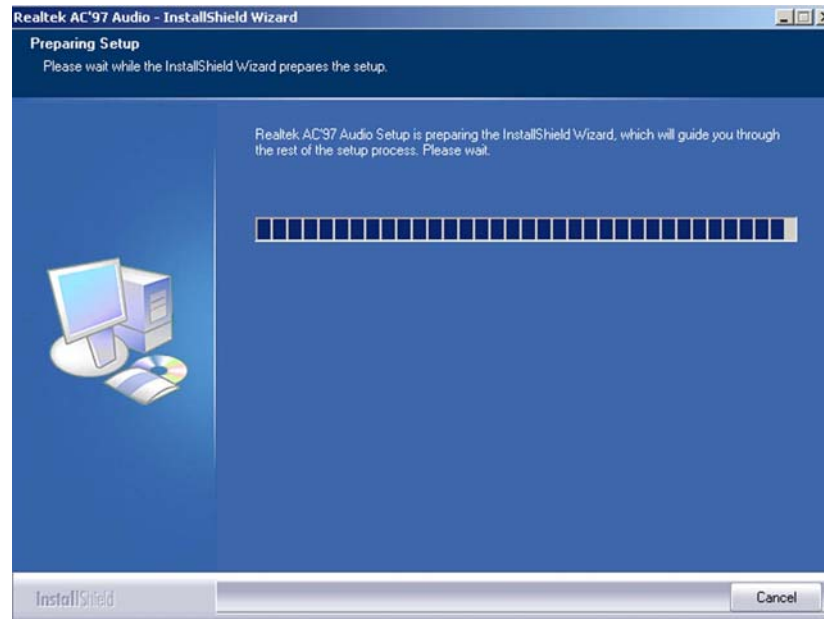 Realtek AC'97 Audio - InstallShield Wizard
Preparing Setup
Please wait while the InstallShield Wizard prepares the setup.
Realtek AC'97 Audio Setup is preparing the InstallShield Wizard, which will guide you through
the rest of the setup process. Please wait.
InstallShield
Cancel